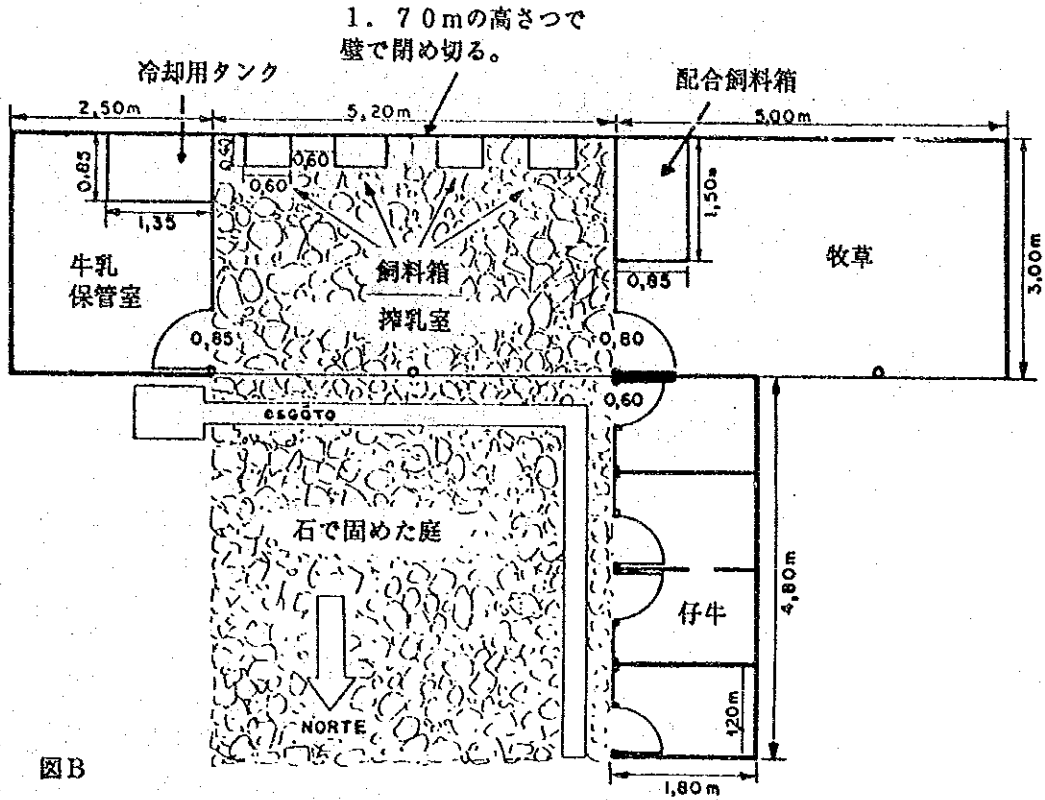 1. 70mの高さつで
壁で閉め切る。
冷却用タンク
配合飼料箱
2,50m
5,20m
5,00m
0,85
1,35
0,60
0,60
1,50m
0,85
3,00m
牛乳
保管室
飼料箱
搾乳室
牧草
0,85
0,80
0,60
ESGÔTO
石で固めた庭
仔牛
4,80m
NORTE
1,20m
1,80m
図B